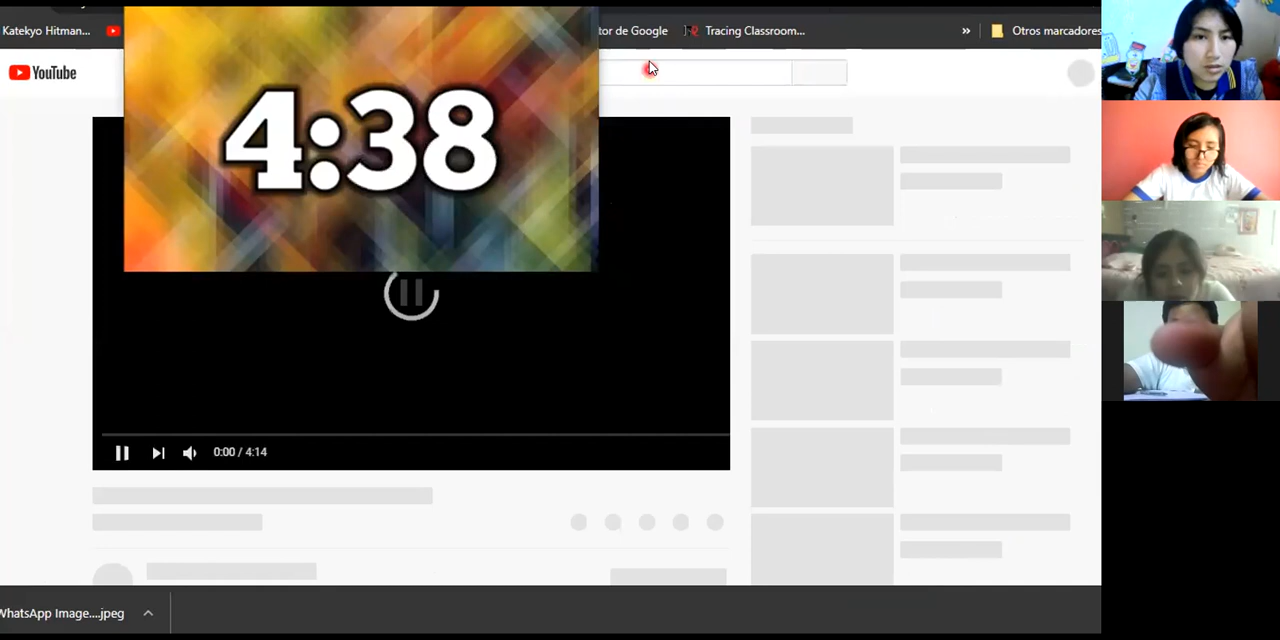 Katekyo Hitman...
tor de Google
Tracing Classroom...
»
Otros marcadores
YouTube
4:38
0:00 / 4:14
WhatsApp Image....jpeg